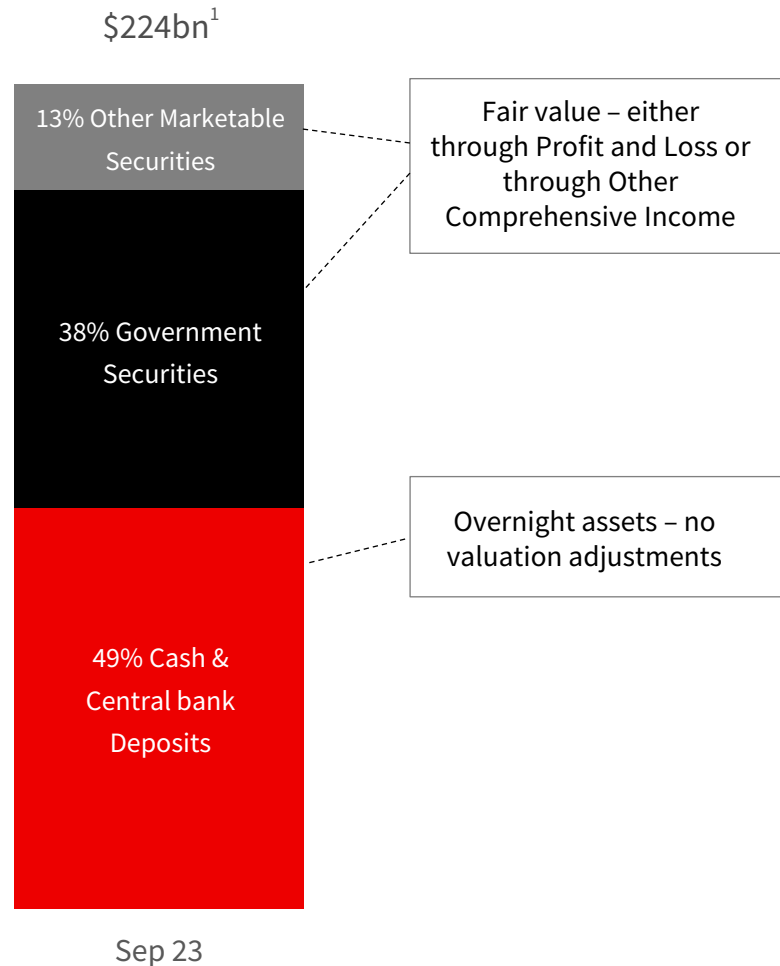 $224bn1
13% Other Marketable
Securities
Fair value – either
through Profit and Loss or
through Other
Comprehensive Income
38% Government
Securities
Overnight assets – no
valuation adjustments
49% Cash &
Central bank
Deposits
Sep 23